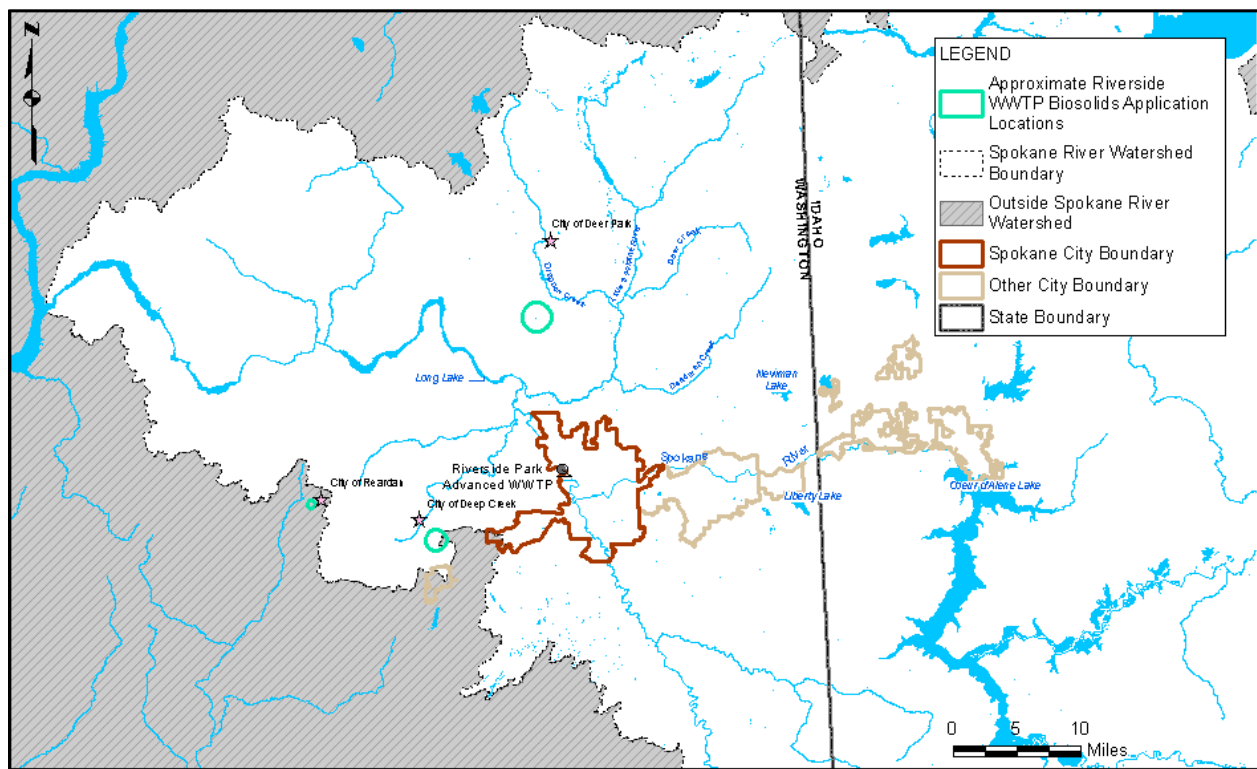 N
LEGEND
Approximate Riverside
WWTP Biosolids Application
Locations
Spokane River Watershed
Boundary
Outside Spokane River
Watershed
Spokane City Boundary
Other City Boundary
State Boundary
WASHINGTON
IDAHO
City of Deer Park
Dragoon Creek
Little Spokane River
Deer Creek
Deadman Creek
Long Lake
Newman
Lake
Spokane
River
Riverside Park
Advanced WWTP
City of Reardan
City of Deep Creek
Liberty Lake
Coeur d'Alene Lake
0 5 10
Miles